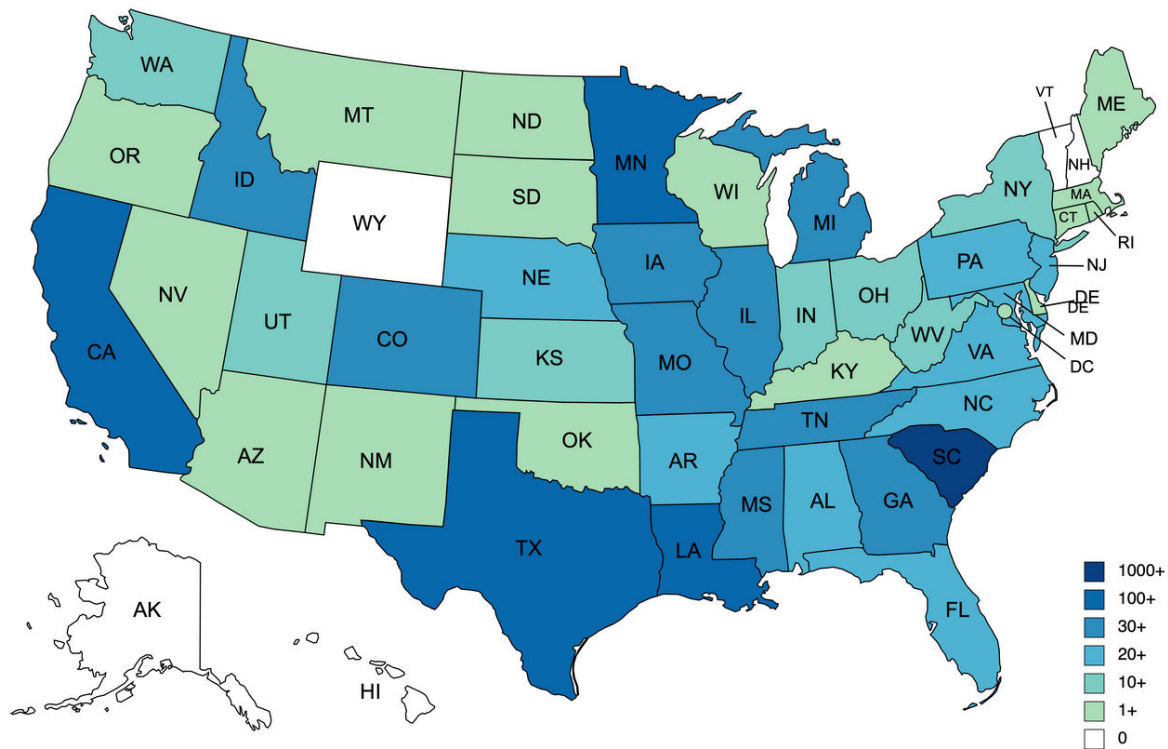 WA
MT
ND
MN
VT
ME
OR
ID
SD
WI
NH
NY
MA
WY
MI
CT
RI
IA
PA
NJ
NE
NV
OH
DE
DE
UT
IL
IN
CO
WV
MD
CA
KS
MO
VA
DC
KY
NC
TN
OK
AZ
NM
AR
SC
MS
AL
GA
TX
LA
1000+
100+
AK
FL
30+
20+
HI
10+
1+
0